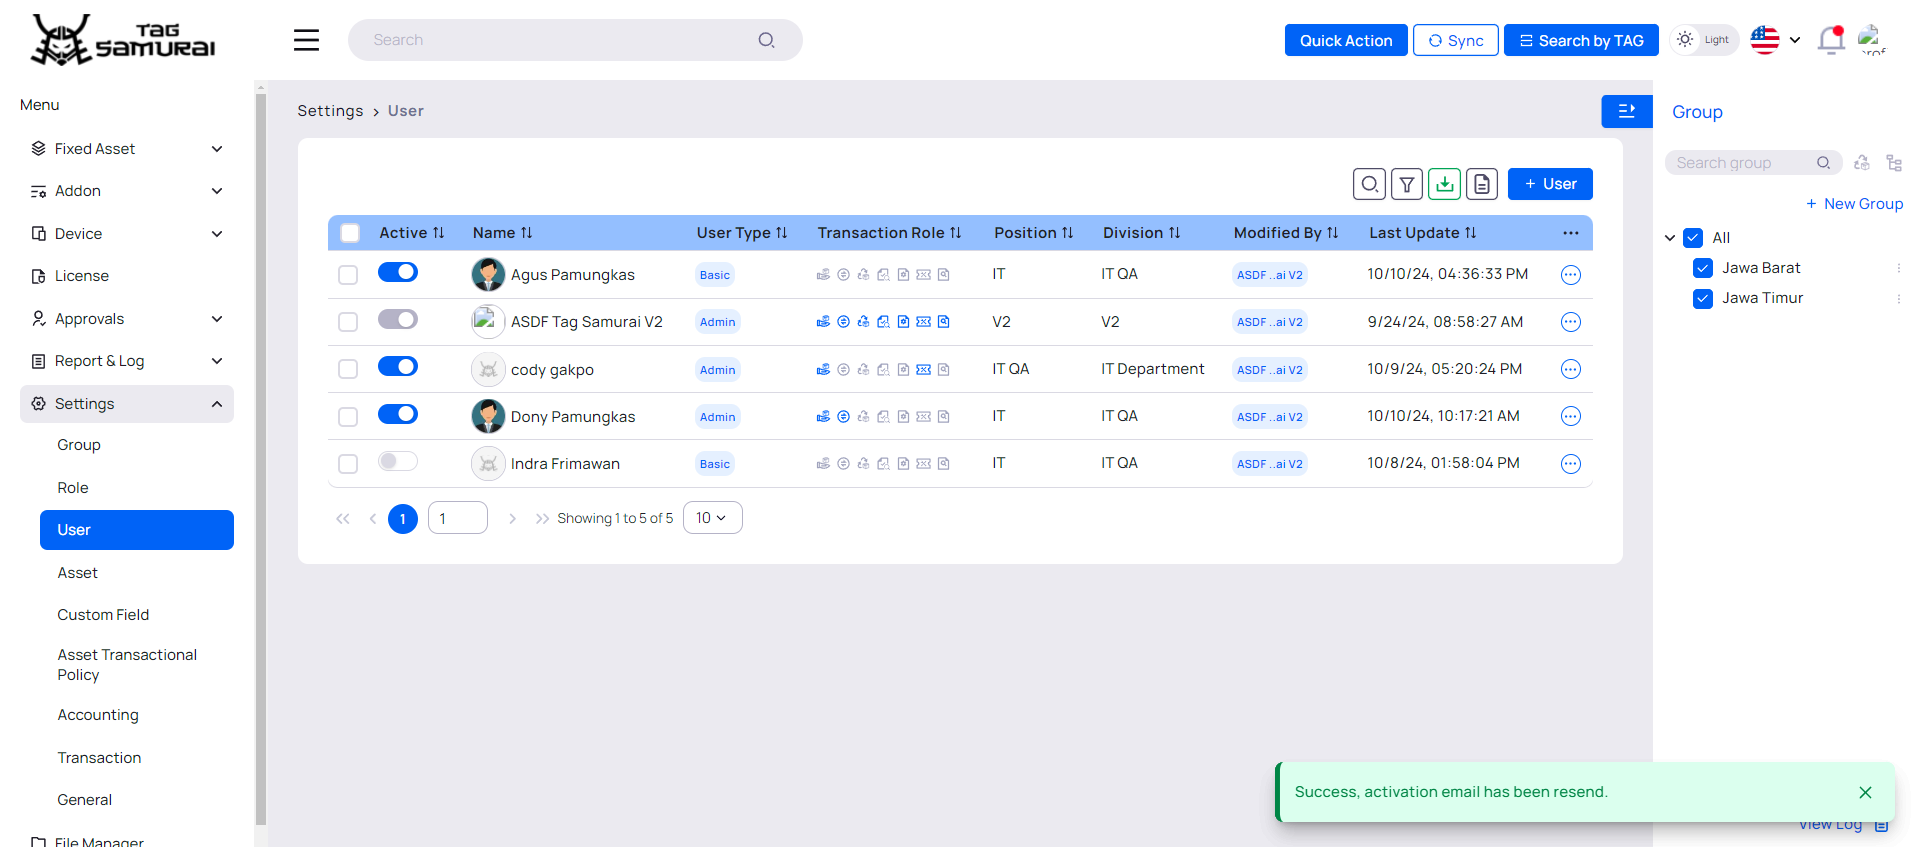 TAG SAMURAI
Search
Quick Action
Sync
Search by TAG
Light
prof
Menu
Fixed Asset
Addon
Device
License
Approvals
Report & Log
Settings
Group
Role
User
Asset
Custom Field
Asset Transactional
Policy
Accounting
Transaction
General
File Manager
Settings > User
+ User
Active Name User Type Transaction Role Position Division Modified By Last Update ...
Agus Pamungkas Basic IT IT QA ASDF ..ai V2 10/10/24, 04:36:33 PM
ASDF Tag Samurai V2 Admin V2 V2 ASDF ..ai V2 9/24/24, 08:58:27 AM
cody gakpo Admin IT QA IT Department ASDF ..ai V2 10/9/24, 05:20:24 PM
Dony Pamungkas Admin IT IT QA ASDF ..ai V2 10/10/24, 10:17:21 AM
Indra Frimawan Basic IT IT QA ASDF ..ai V2 10/8/24, 01:58:04 PM
1 1 Showing 1 to 5 of 5 10
Group
Search group
+ New Group
All
Jawa Barat
Jawa Timur
Success, activation email has been resend.
View Log